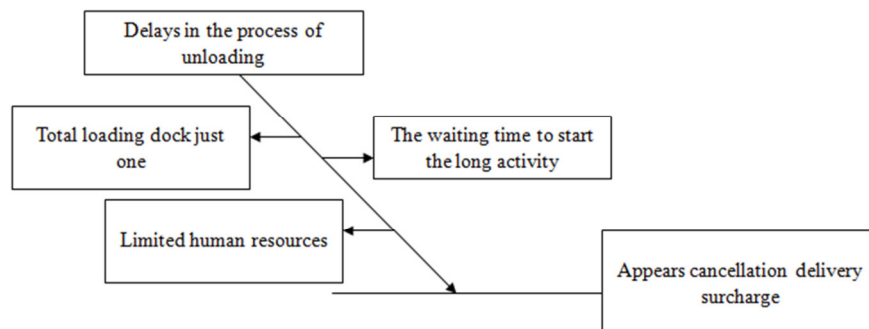 Delays in the process of
unloading
Total loading dock just
one
The waiting time to start
the long activity
Limited human resources
Appears cancellation delivery
surcharge